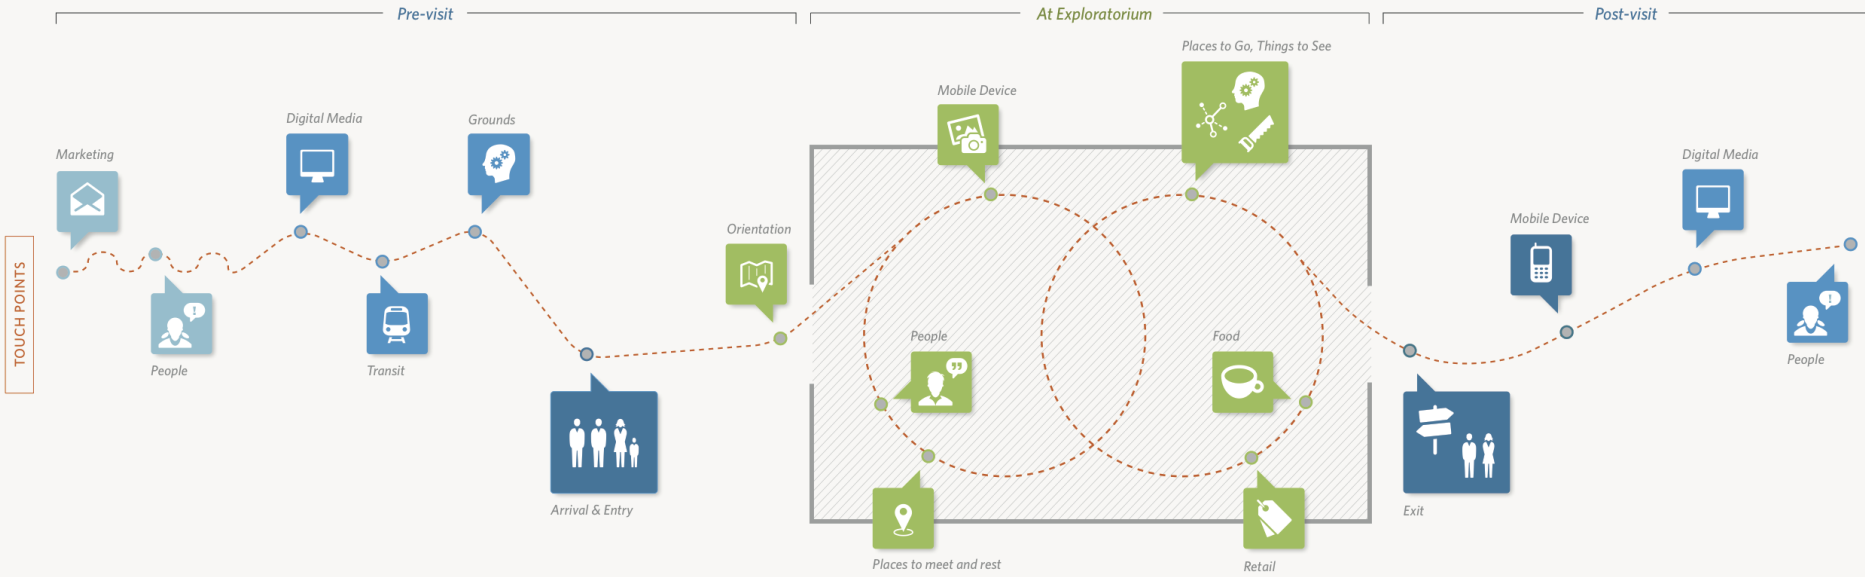 Pre-visit
At Exploratorium
Post-visit
TOUCH POINTS
Marketing
People
Digital Media
Transit
Grounds
Arrival & Entry
Orientation
Mobile Device
Places to Go, Things to See
People
Food
Places to meet and rest
Retail
Exit
Mobile Device
Digital Media
People